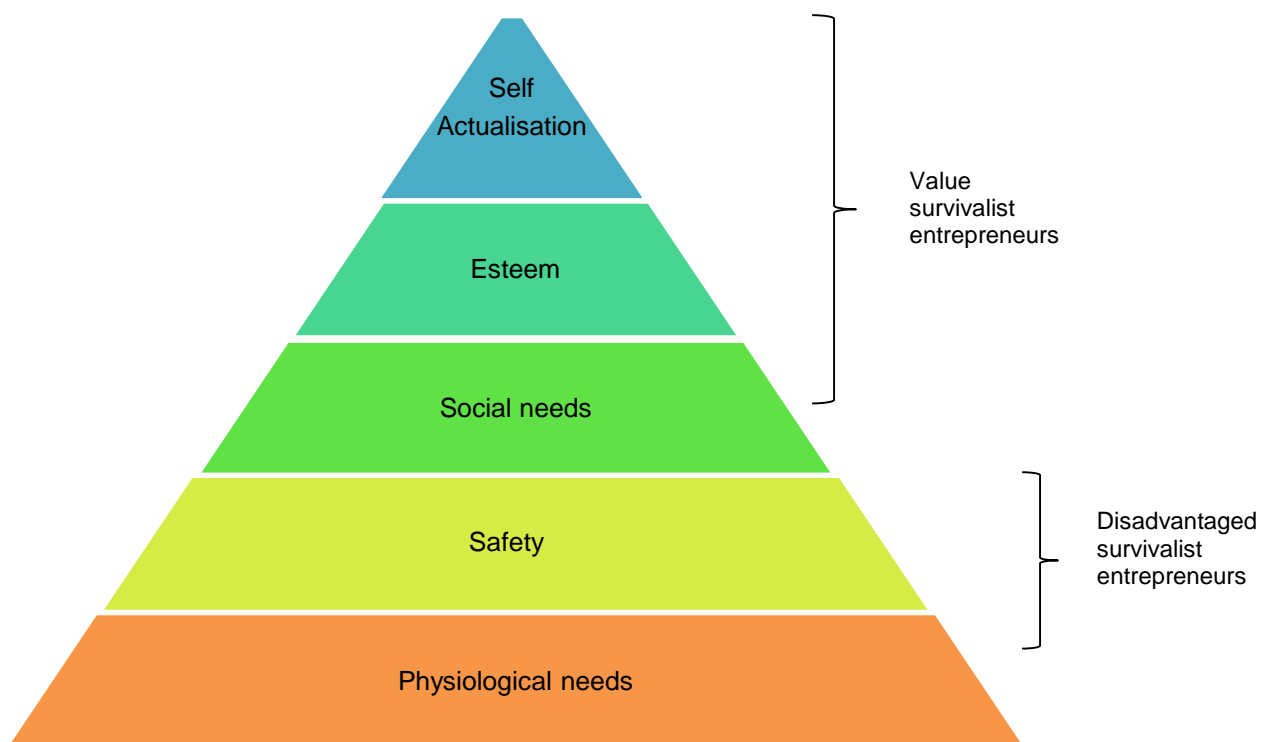 Self
Actualisation
Value
survivalist
entrepreneurs
Esteem
Social needs
Safety
Disadvantaged
survivalist
entrepreneurs
Physiological needs